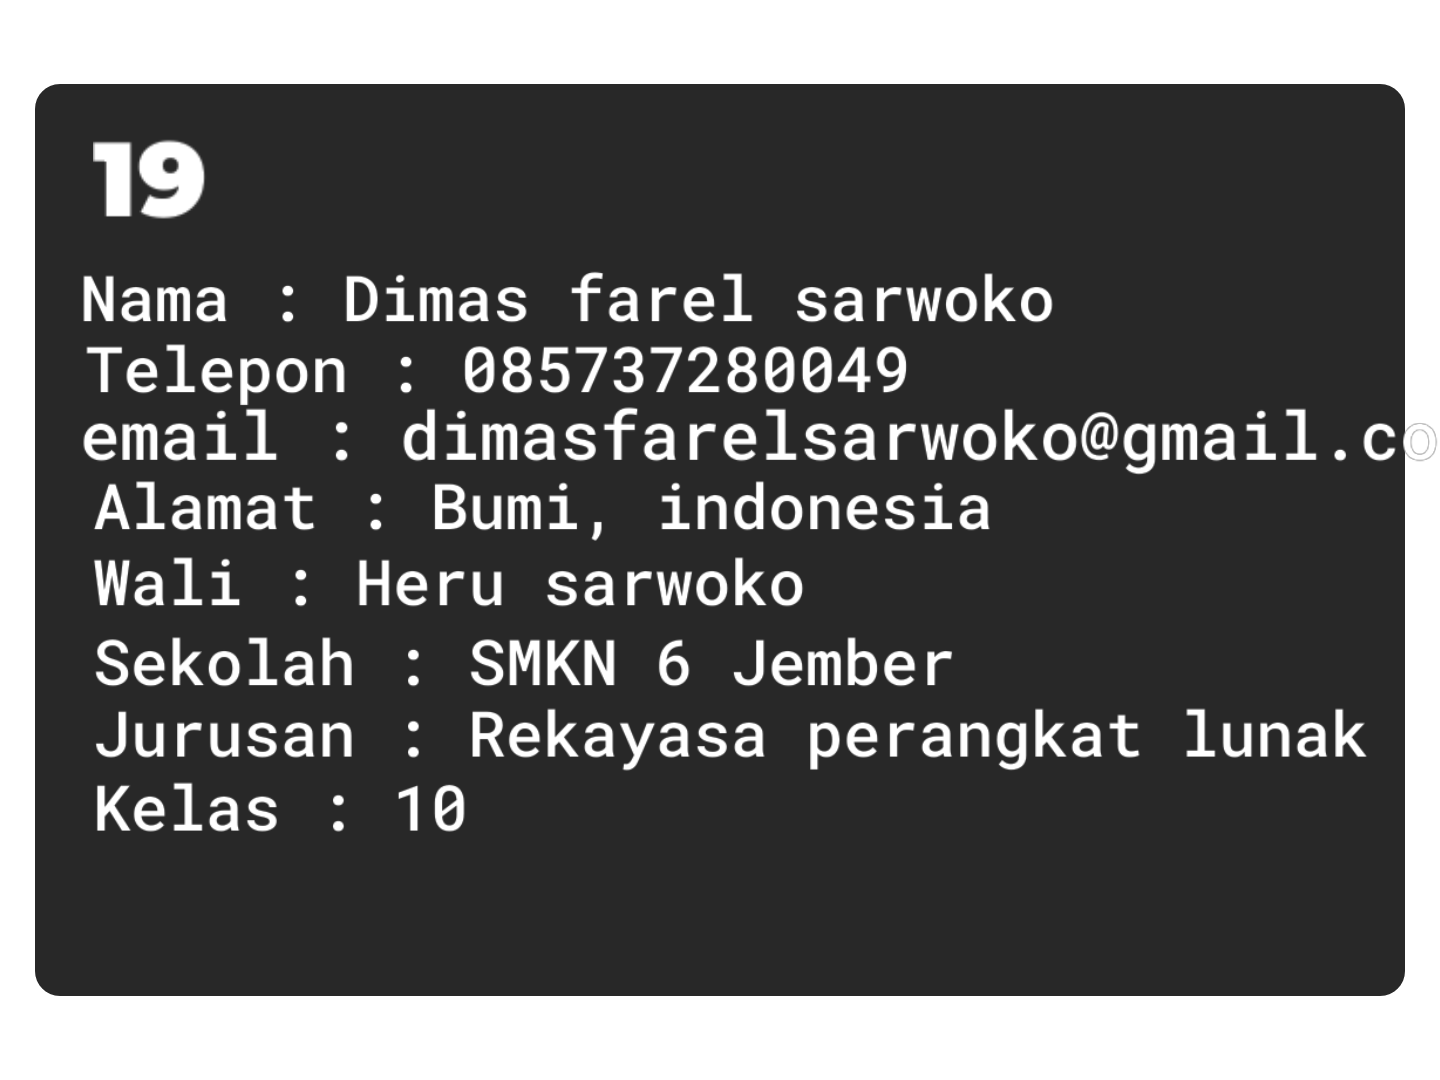 19
Nama : Dimas farel sarwoko
Telepon : 085737280049
email : dimasfarelsarwoko@gmail.co
Alamat : Bumi, indonesia
Wali : Heru sarwoko
Sekolah : SMKN 6 Jember
Jurusan : Rekayasa perangkat lunak
Kelas : 10